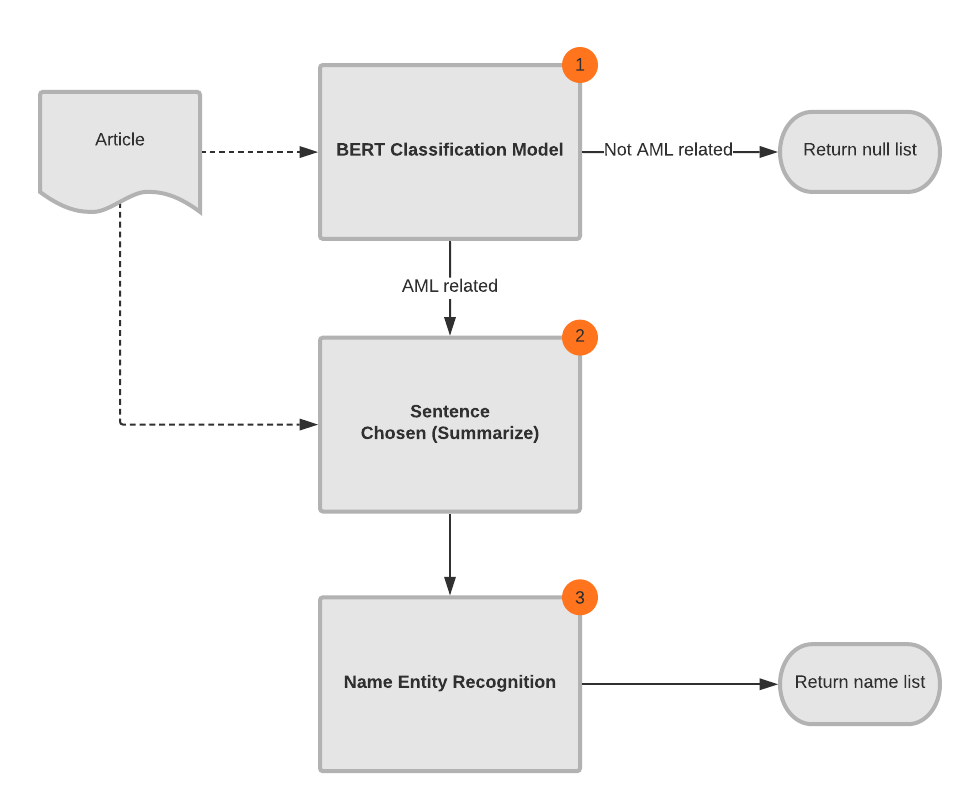 1
Article
BERT Classification Model
Not AML related
Return null list
AML related
2
Sentence
Chosen (Summarize)
3
Name Entity Recognition
Return name list